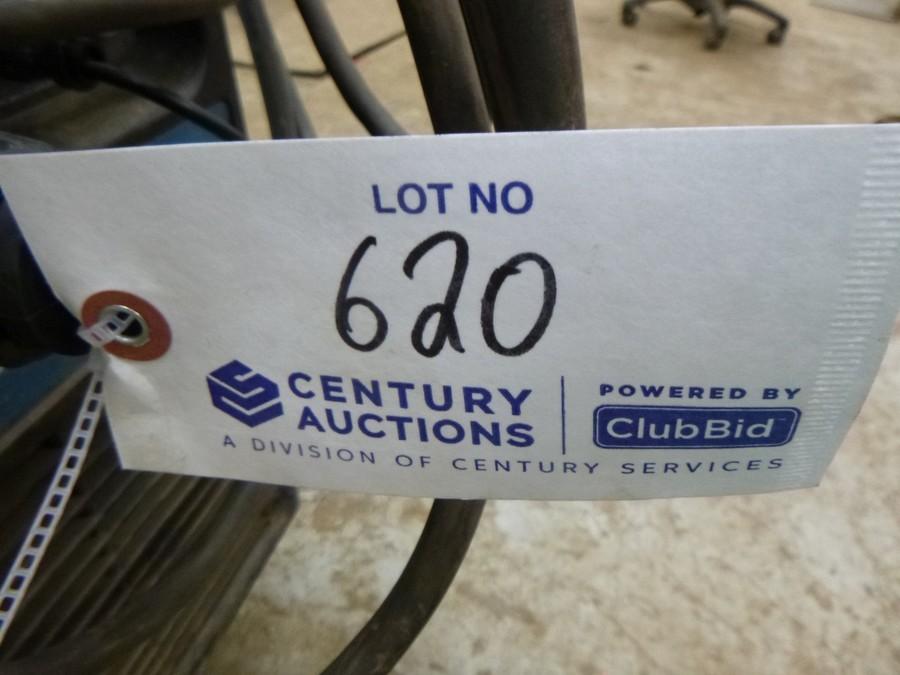 LOT NO
620
CENTURY
AUCTIONS
A DIVISION OF CENTURY SERVICES
POWERED BY
ClubBid